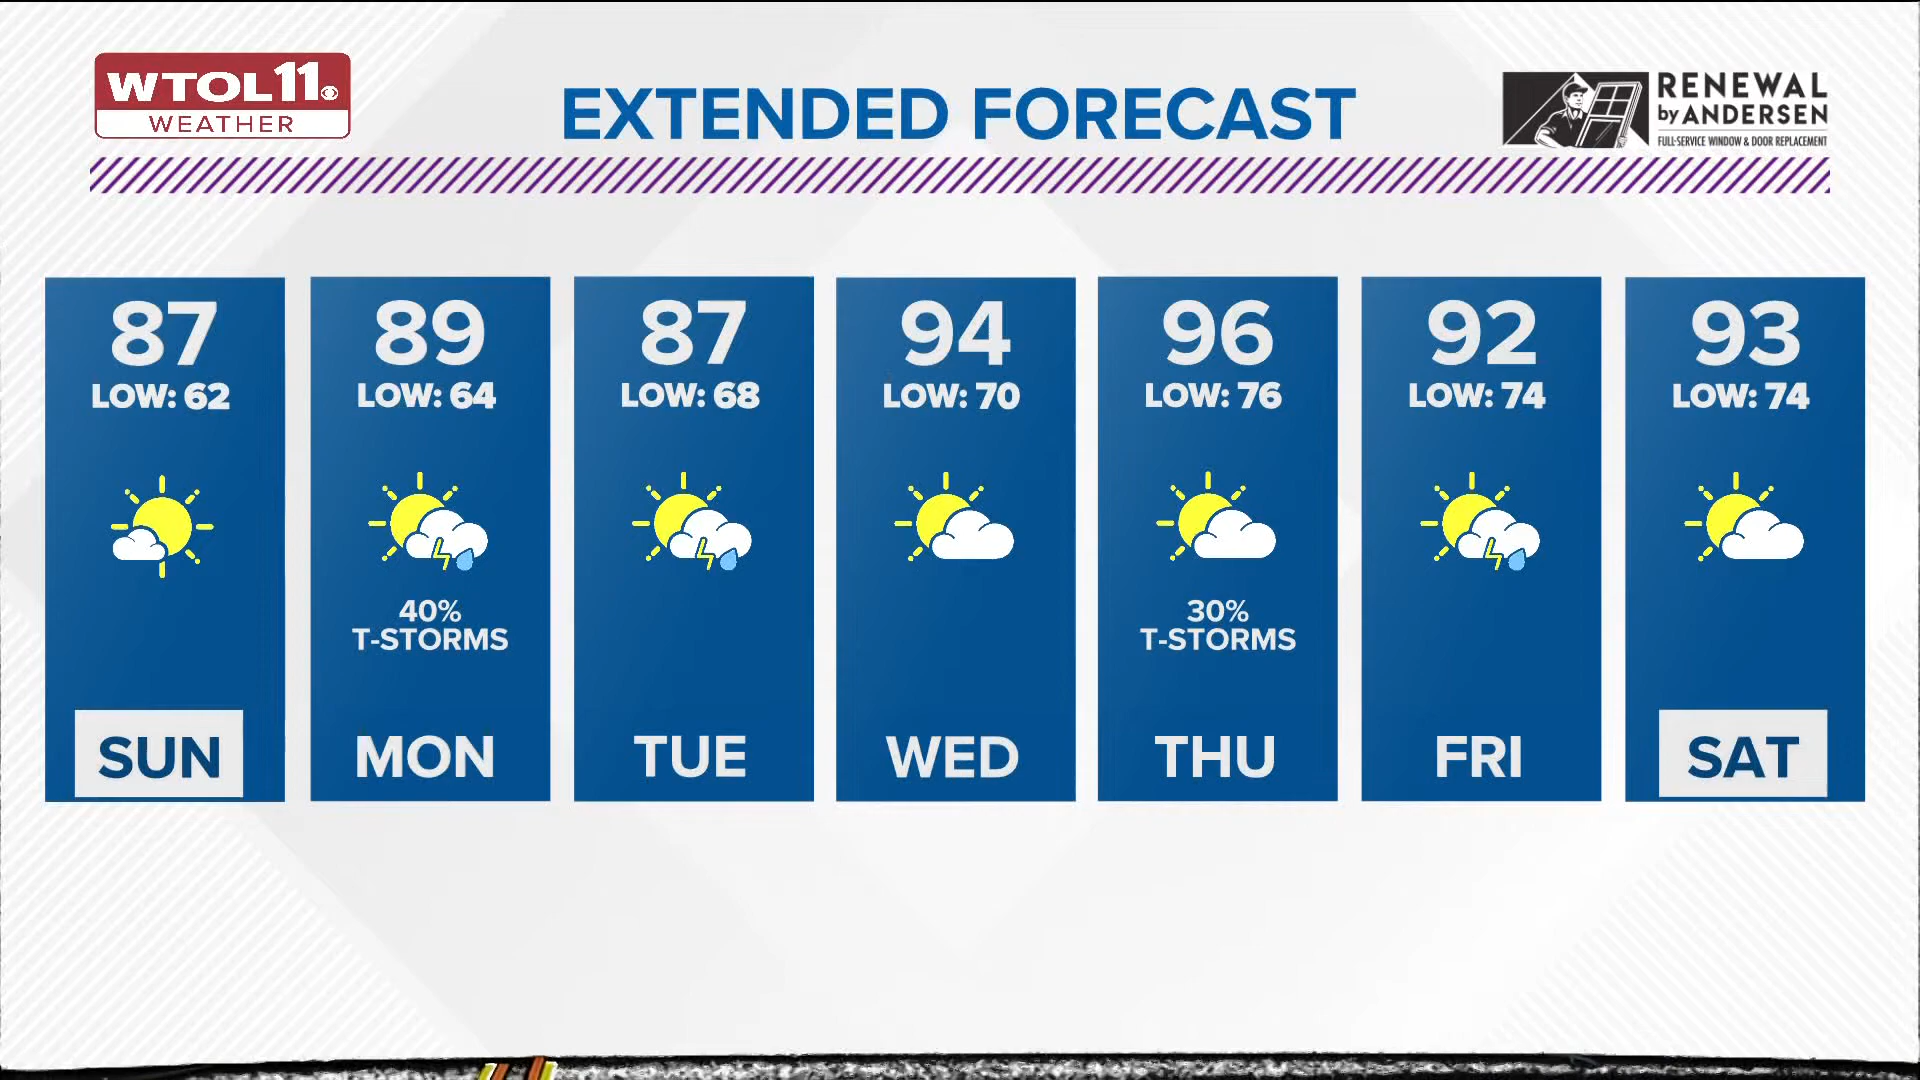 WTOL11
WEATHER
EXTENDED FORECAST
RENEWAL
by ANDERSEN
FULL-SERVICE WINDOW & DOOR REPLACEMENT
87
LOW: 62
SUN
89
LOW: 64
40%
T-STORMS
MON
87
LOW: 68
TUE
94
LOW: 70
WED
96
LOW: 76
30%
T-STORMS
THU
92
LOW: 74
FRI
93
LOW: 74
SAT